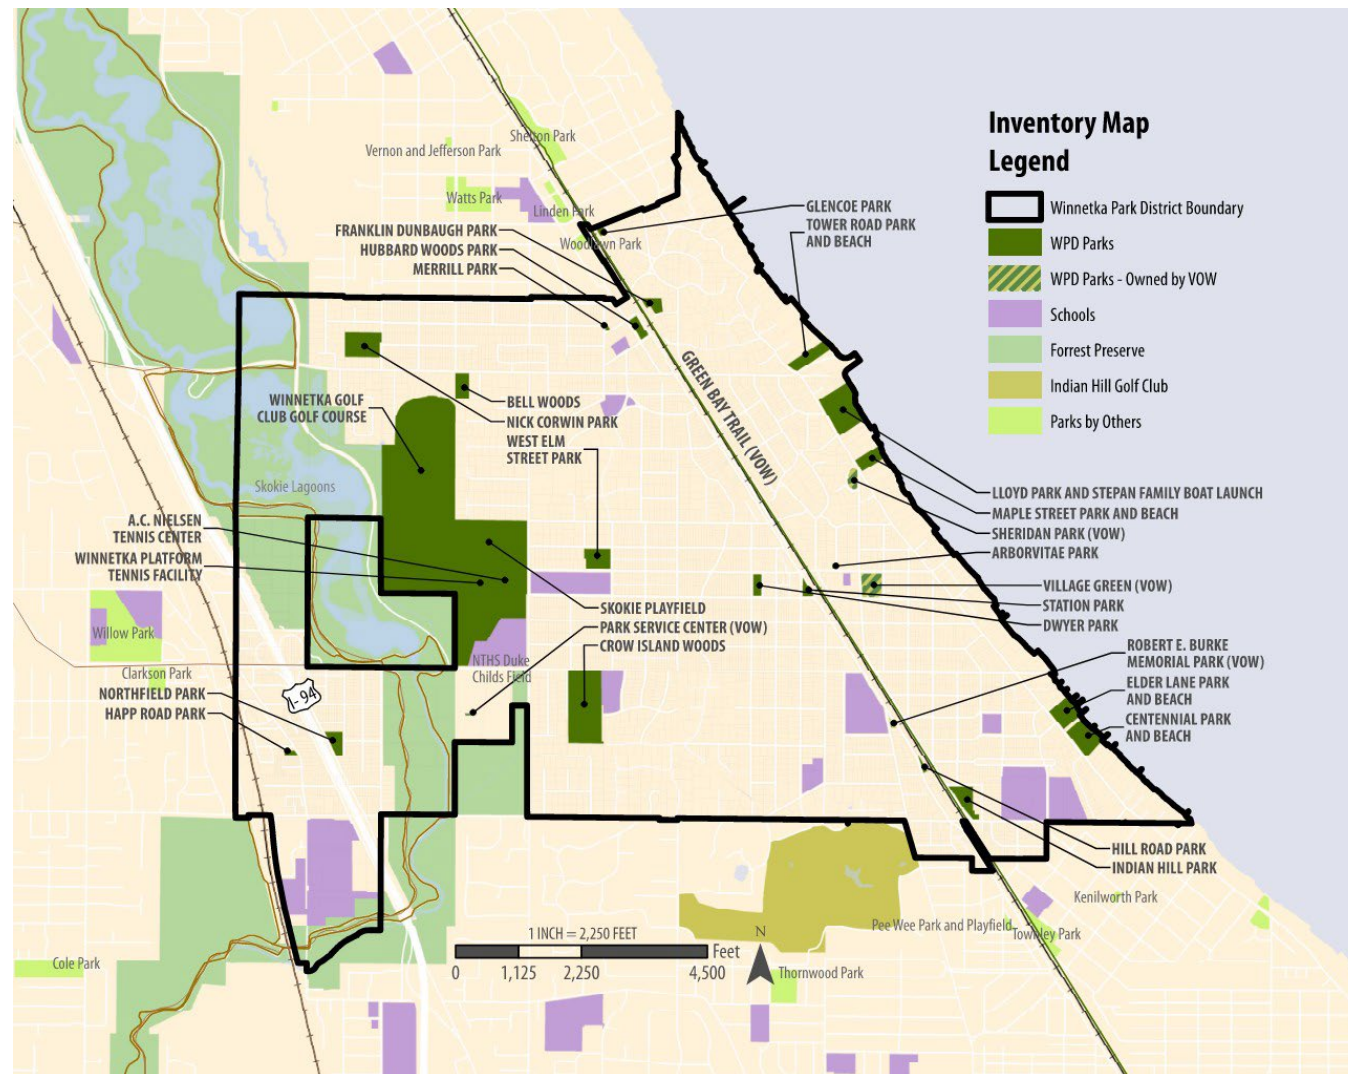 Inventory Map
Legend
Winnetka Park District Boundary
WPD Parks
WPD Parks - Owned by VOW
Schools
Forrest Preserve
Indian Hill Golf Club
Parks by Others
Shelton Park
Vernon and Jefferson Park
Watts Park
Linden Park
Woodlawn Park
GLENCOE PARK
TOWER ROAD PARK
AND BEACH
FRANKLIN DUNBAUGH PARK
HUBBARD WOODS PARK
MERRILL PARK
GREEN BAY TRAIL (VOW)
WINNETKA GOLF
CLUB GOLF COURSE
BELL WOODS
NICK CORWIN PARK
WEST ELM
STREET PARK
Skokie Lagoons
A.C. NIELSEN
TENNIS CENTER
WINNETKA PLATFORM
TENNIS FACILITY
LLOYD PARK AND STEPAN FAMILY BOAT LAUNCH
MAPLE STREET PARK AND BEACH
SHERIDAN PARK (VOW)
ARBORVITAE PARK
VILLAGE GREEN (VOW)
STATION PARK
DWYER PARK
SKOKIE PLAYFIELD
PARK SERVICE CENTER (VOW)
CROW ISLAND WOODS
NTHS Duke
Childs Field
Willow Park
Clarkson Park
NORTHFIELD PARK
HAPP ROAD PARK
I-94
ROBERT E. BURKE
MEMORIAL PARK (VOW)
ELDER LANE PARK
AND BEACH
CENTENNIAL PARK
AND BEACH
HILL ROAD PARK
INDIAN HILL PARK
Kenilworth Park
Pee Wee Park and Playfield
Townley Park
Thornwood Park
Cole Park
1 INCH = 2,250 FEET
Feet
0 1,125 2,250 4,500
N